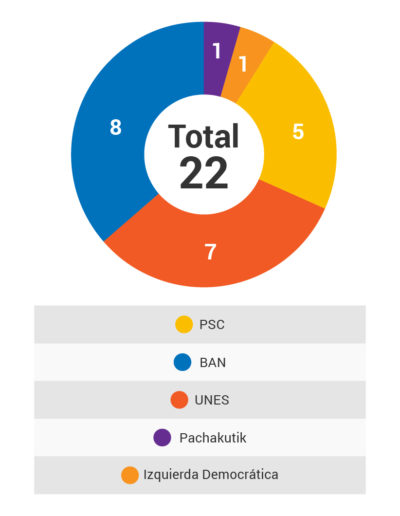 1
1
8
5
Total
22
7
PSC
BAN
UNES
Pachakutik
Izquierda Democrática